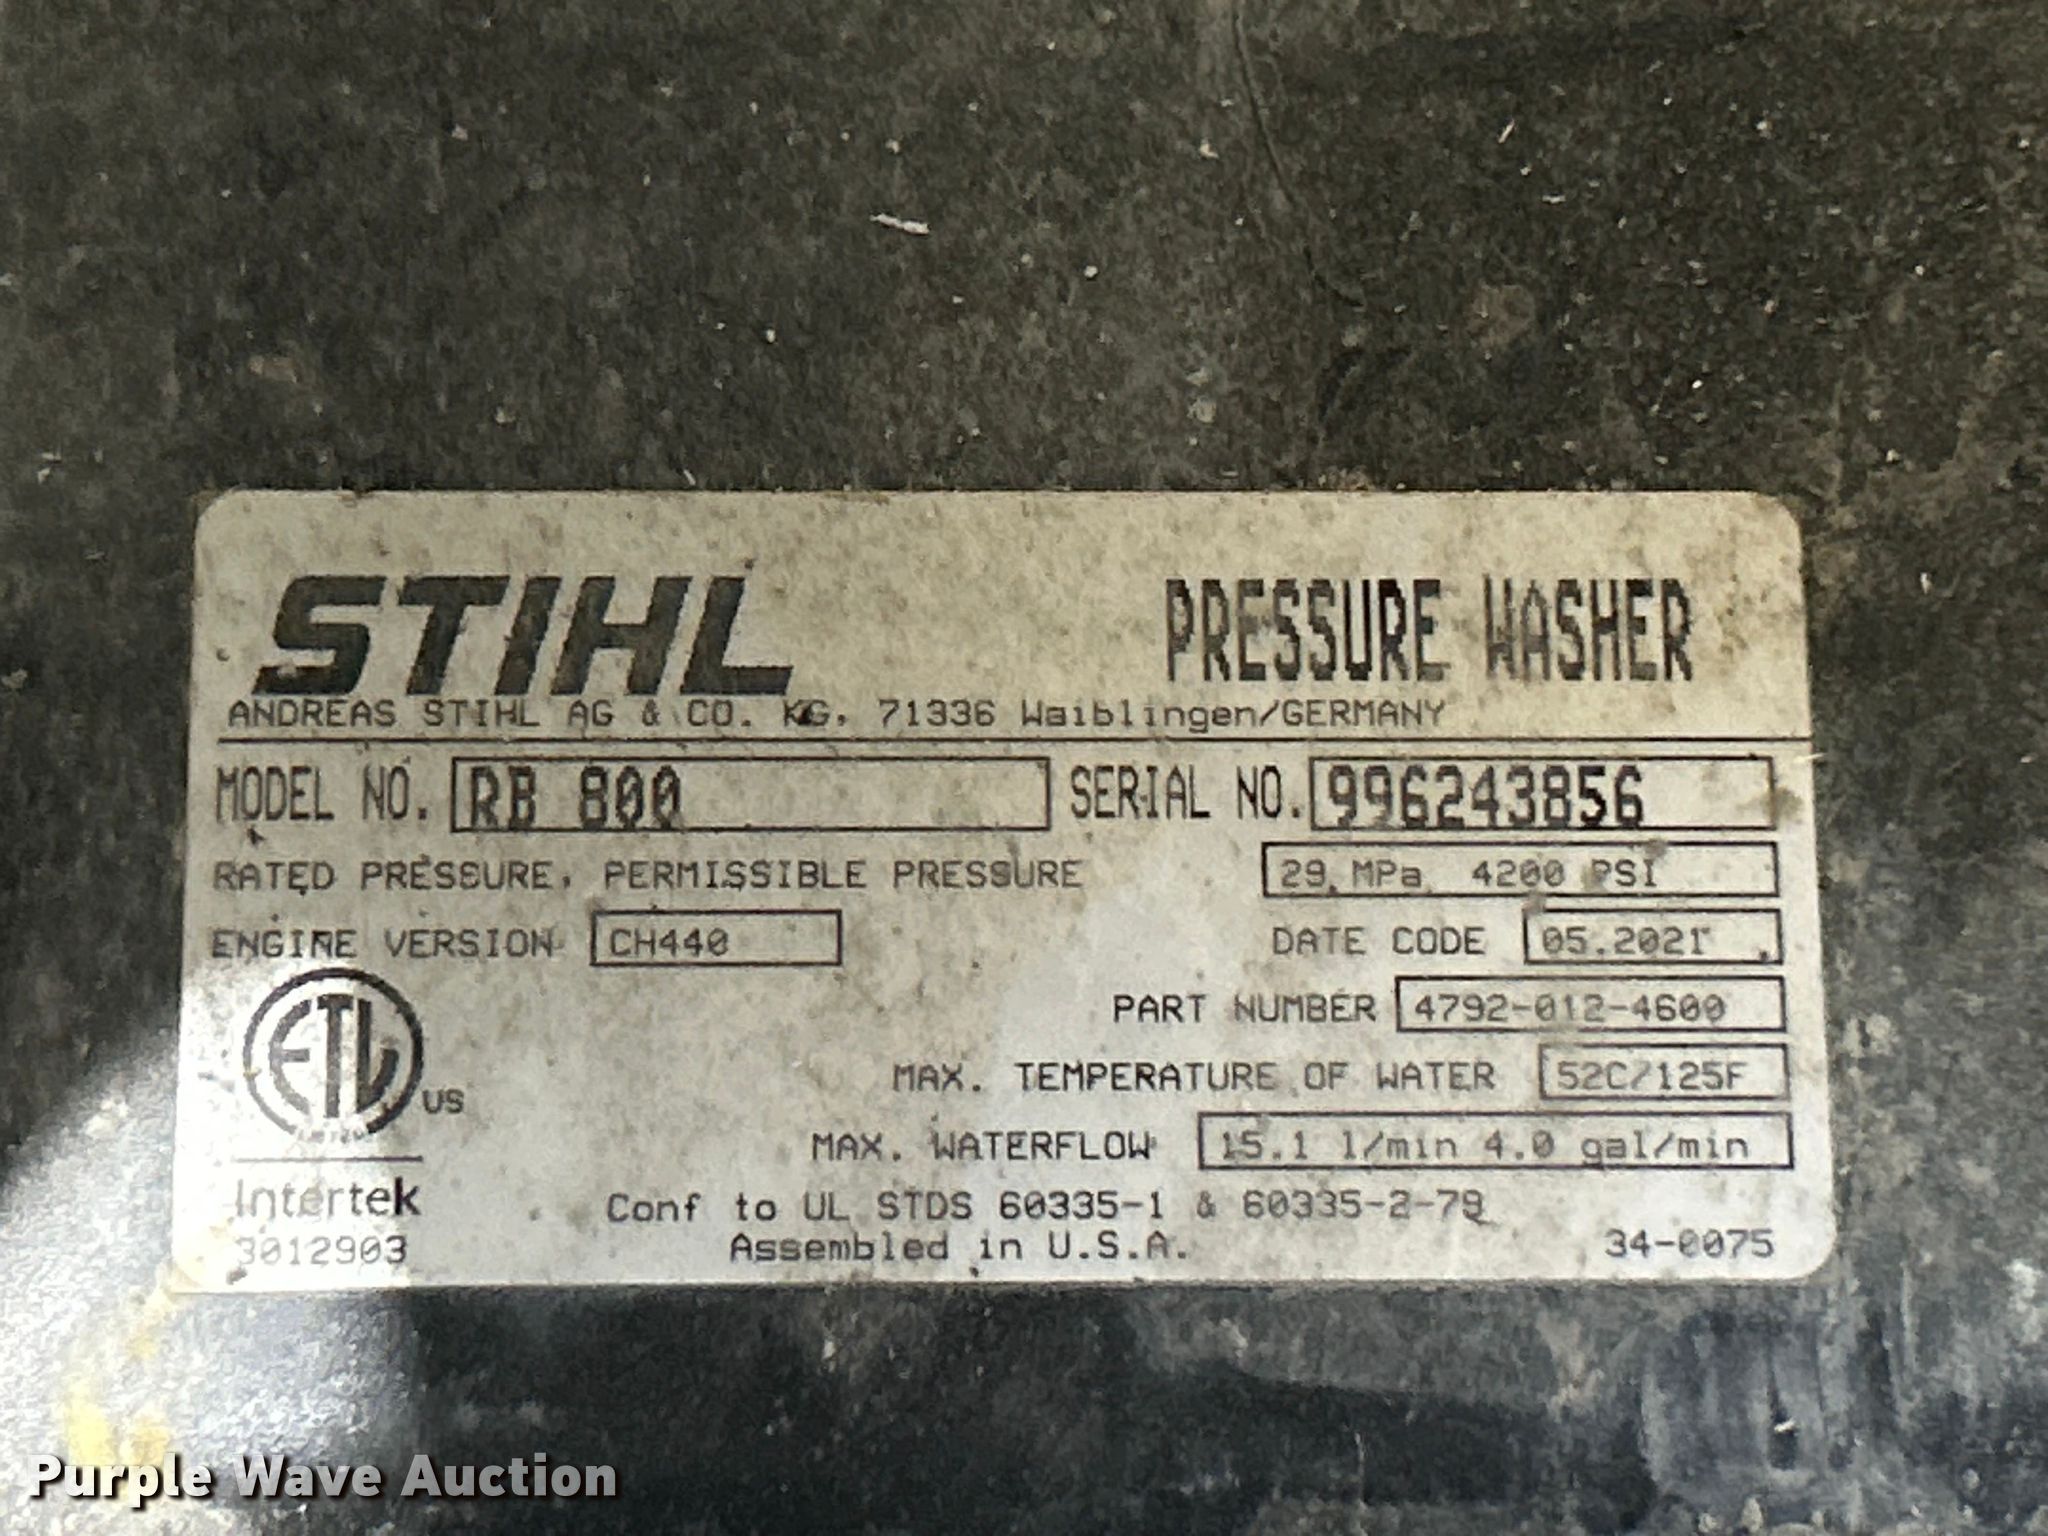 STIHL PRESSURE WASHER
ANDREAS STIHL AG & CO. KG, 71336 Waiblingen/GERMANY
MODEL NO. RB 800 SERIAL NO. 996243856
RATED PRESSURE, PERMISSIBLE PRESSURE 29 MPa 4200 PSI
ENGINE VERSION CH440 DATE CODE 05.2021
PART NUMBER 4792-012-4600
ETL US
MAX. TEMPERATURE OF WATER 52C/125F
MAX. WATERFLOW 15.1 l/min 4.0 gal/min
Intertek
3012903
Conf to UL STDS 60335-1 & 60335-2-79
Assembled in U.S.A. 34-0075
Purple Wave Auction